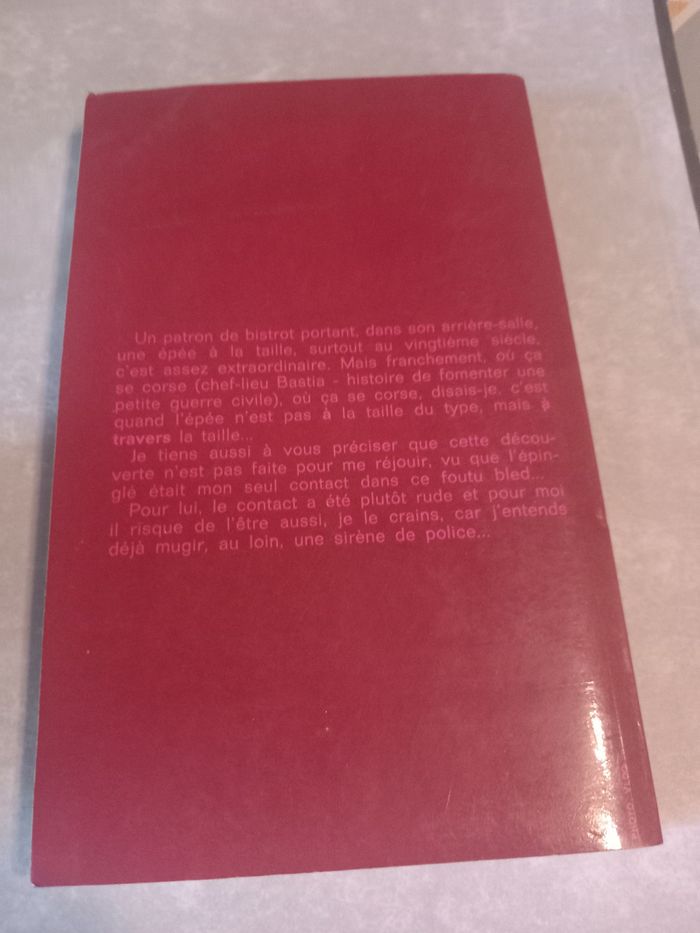 Un patron de bistrot portant, dans son arrière-salle,
une épée à la taille, surtout au vingtième siècle,
c'est assez extraordinaire. Mais franchement, où ça
se corse (chef-lieu Bastia - histoire de fomenter une
petite guerre civile), où ça se corse, disais-je, c'est
quand l'épée n'est pas à la taille du type, mais à
travers la taille...
Je tiens aussi à vous préciser que cette décou-
verte n'est pas faite pour me réjouir, vu que l'épin-
glé était mon seul contact dans ce foutu bled...
Pour lui, le contact a été plutôt rude et pour moi
il risque de l'être aussi, je le crains, car j'entends
déjà mugir, au loin, une sirène de police...
PHOTO